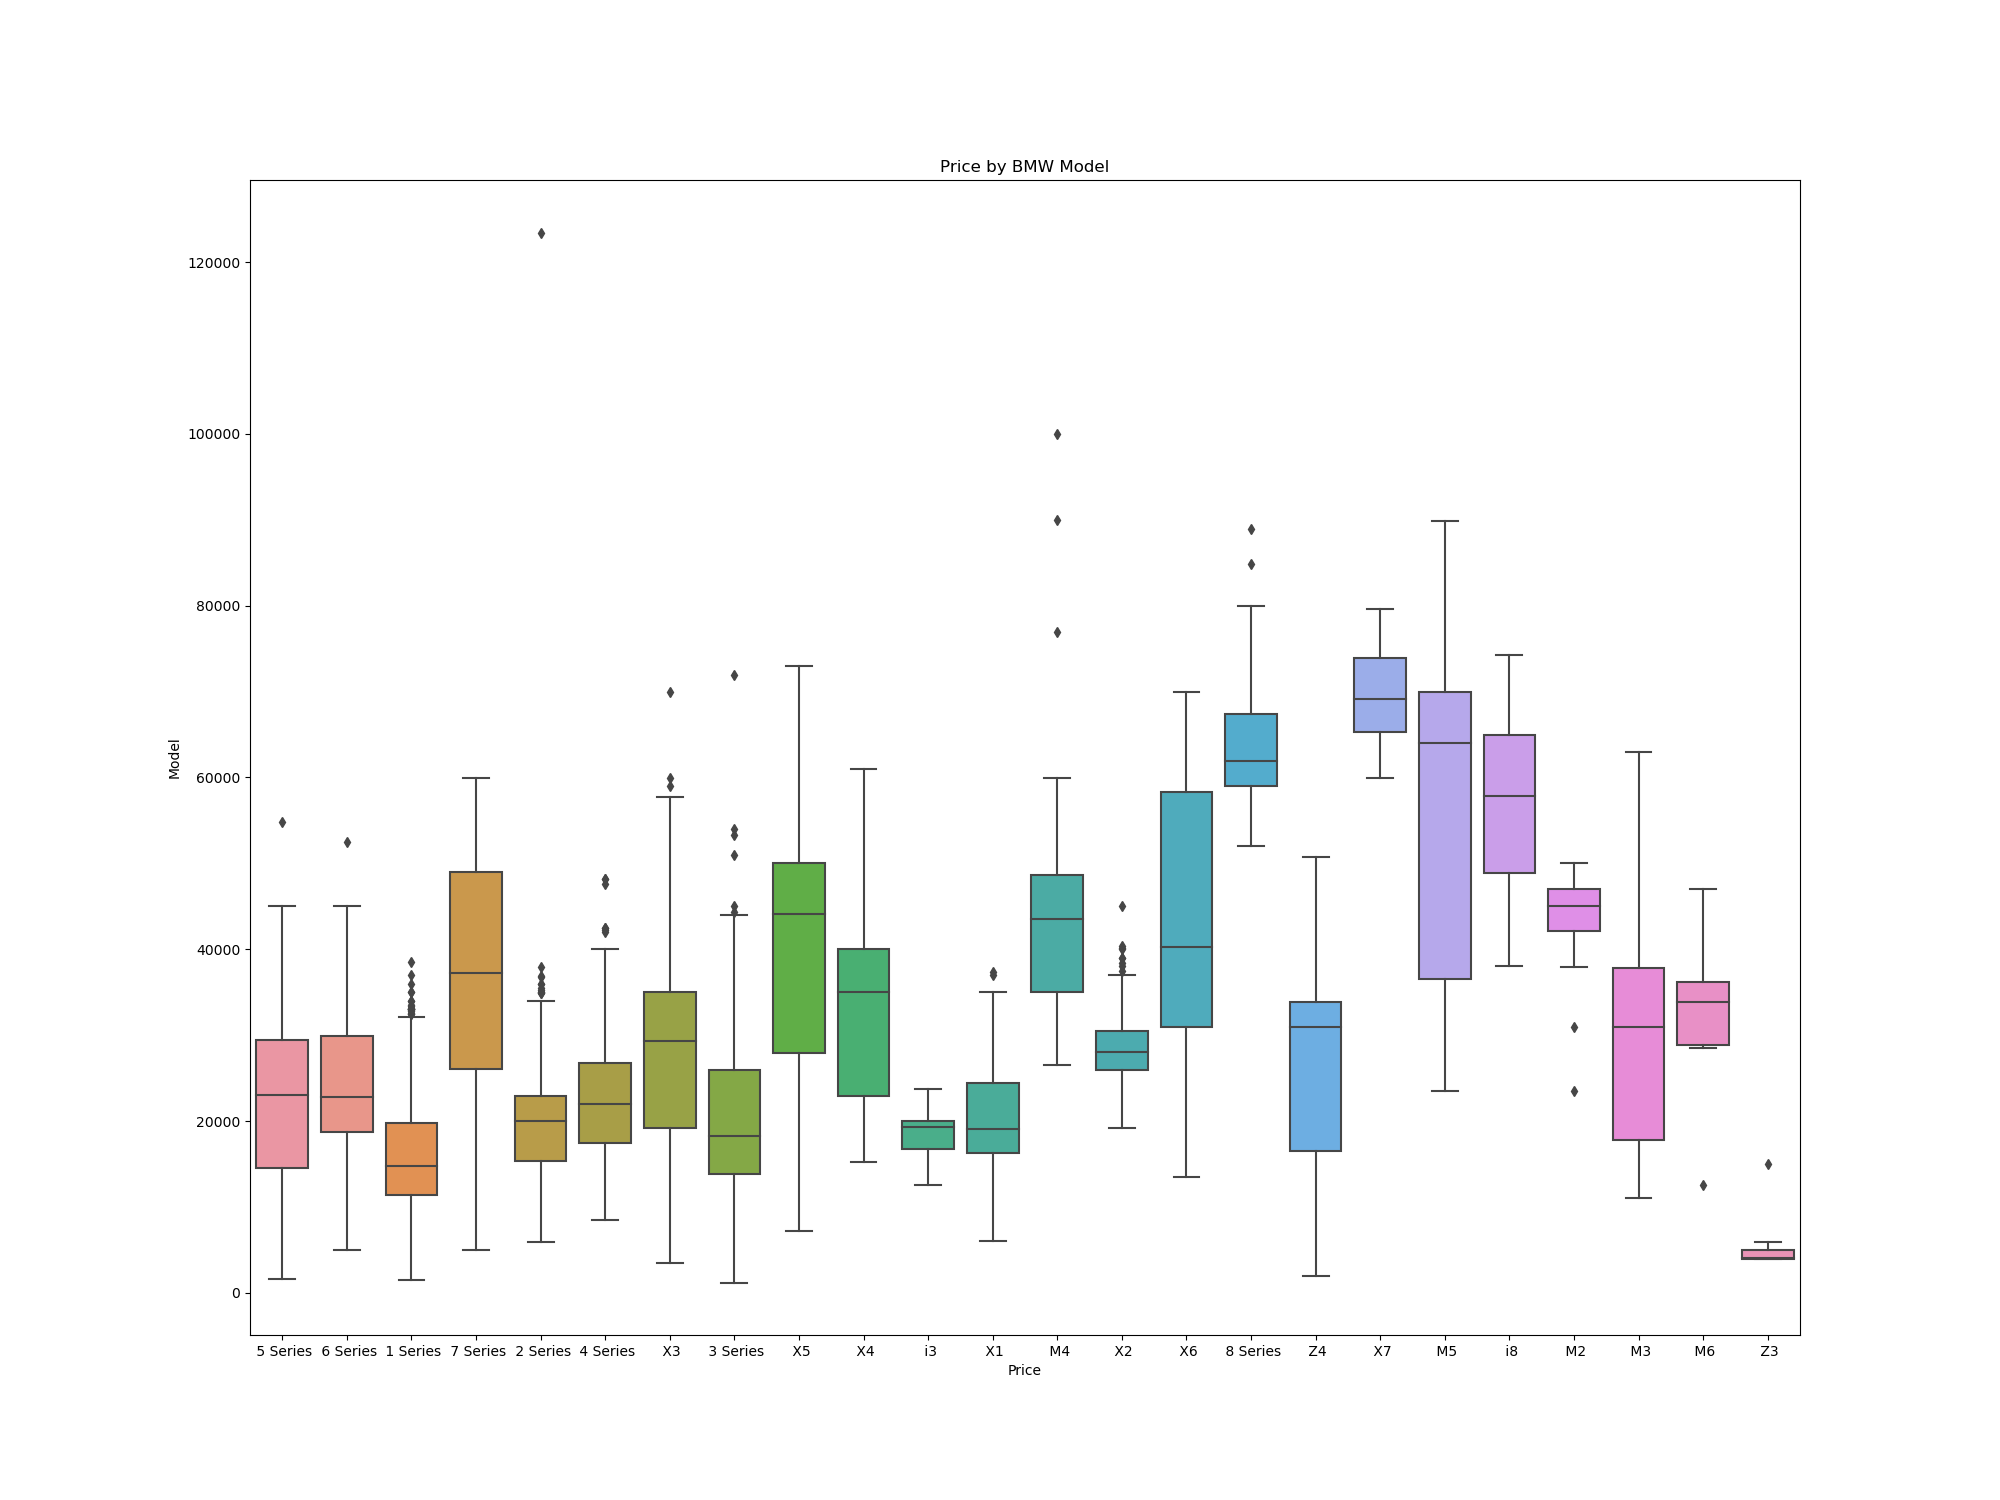 Price by BMW Model
120000
100000
80000
60000
40000
20000
0
Model
5 Series 6 Series 1 Series 7 Series 2 Series 4 Series X3 3 Series X5 X4 i3 X1 M4 X2 X6 8 Series Z4 X7 M5 i8 M2 M3 M6 Z3
Price